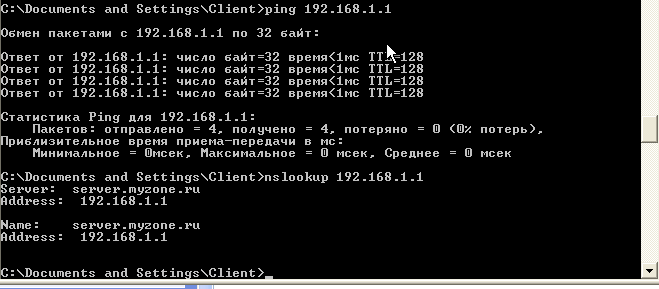 C:\Documents and Settings\Client>ping 192.168.1.1
Обмен пакетами с 192.168.1.1 по 32 байт:
Ответ от 192.168.1.1: число байт=32 время<1мс TTL=128
Ответ от 192.168.1.1: число байт=32 время<1мс TTL=128
Ответ от 192.168.1.1: число байт=32 время<1мс TTL=128
Ответ от 192.168.1.1: число байт=32 время<1мс TTL=128
Статистика Ping для 192.168.1.1:
Пакетов: отправлено = 4, получено = 4, потеряно = 0 (0% потерь),
Приблизительное время приема-передачи в мс:
Минимальное = 0мсек, Максимальное = 0 мсек, Среднее = 0 мсек
C:\Documents and Settings\Client>nslookup 192.168.1.1
Server:  server.myzone.ru
Address:  192.168.1.1
Name:    server.myzone.ru
Address:  192.168.1.1
C:\Documents and Settings\Client>_